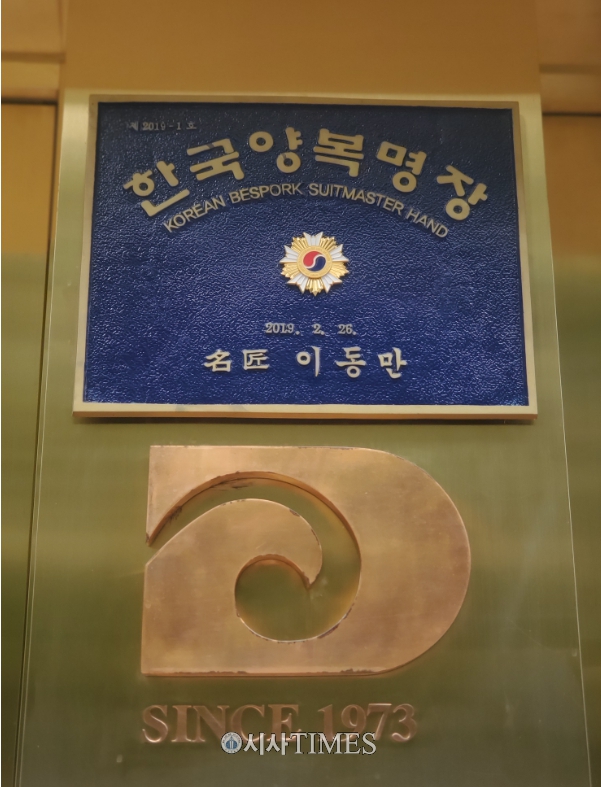 제 2019-1 호
한국양복명장
KOREAN BESPORK SUITMASTER HAND
2019. 2. 26.
名匠 이동만
SINCE 1973
시사TIMES